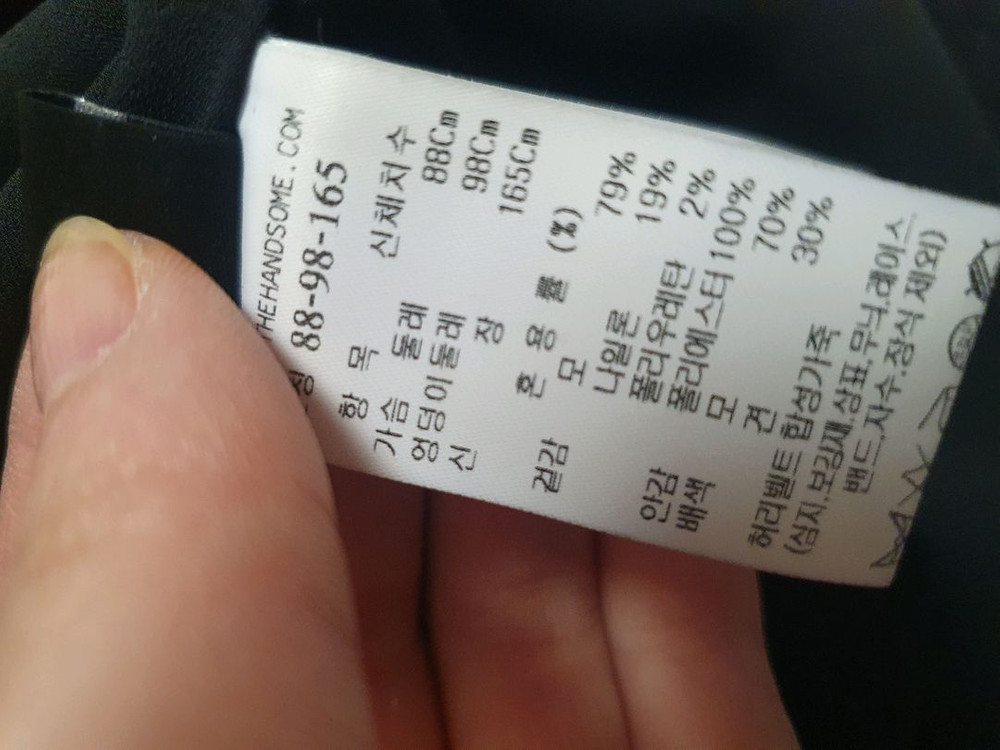 THEHANDSOME.COM
88-98-165
항 목 신체치수
가슴둘레 88Cm
엉덩이둘레 98Cm
신 장 165Cm
혼 용 률 (%)
겉감 모 79%
나일론 19%
폴리우레탄 2%
안감 폴리에스터 100%
배색 모 70%
견 30%
허리벨트 합성가죽
(심지.보강재.상표.무늬.레이스
밴드.자수.장식 제외)